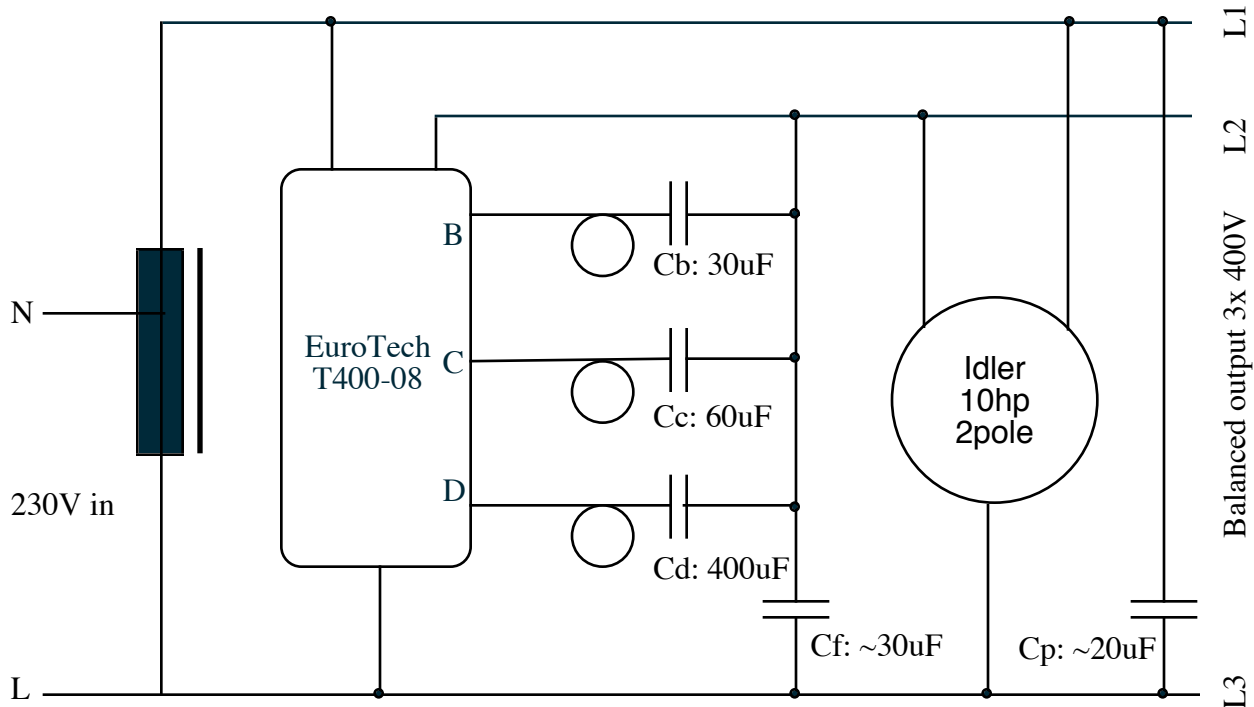 L1
L2
B
Cb: 30uF
N
EuroTech
T400-08
C
Cc: 60uF
Idler
10hp
2pole
Balanced output 3x 400V
230V in
D
Cd: 400uF
Cf: ~30uF
Cp: ~20uF
L
L3